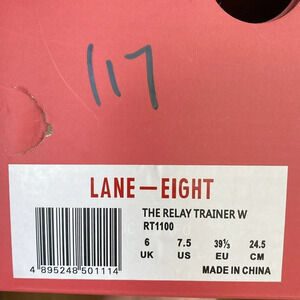 117
LANE—EIGHT
THE RELAY TRAINER W
RT1100
6 7.5 39⅓ 24.5
UK US EU CM
4 895248 501114 MADE IN CHINA